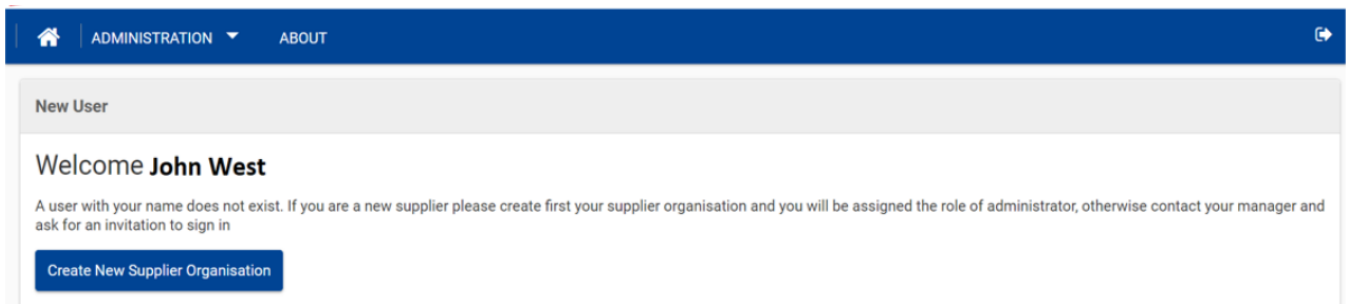 ADMINISTRATION ABOUT
New User
Welcome John West
A user with your name does not exist. If you are a new supplier please create first your supplier organisation and you will be assigned the role of administrator, otherwise contact your manager and
ask for an invitation to sign in
Create New Supplier Organisation